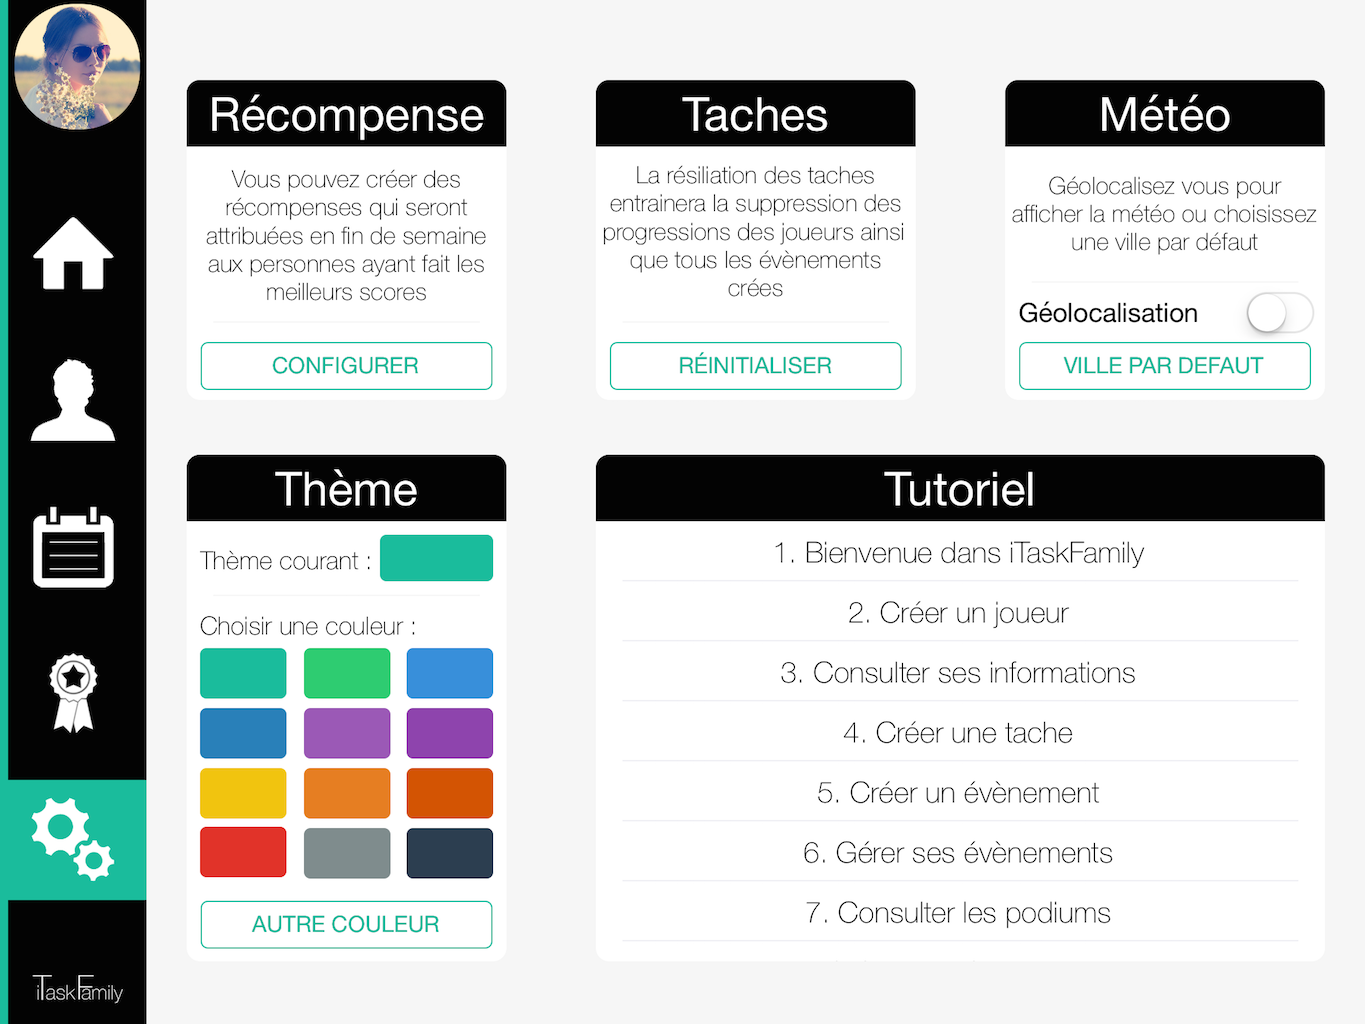 Récompense
Vous pouvez créer des
récompenses qui seront
attribuées en fin de semaine
aux personnes ayant fait les
meilleurs scores
CONFIGURER
Taches
La résiliation des taches
entrainera la suppression des
progressions des joueurs ainsi
que tous les évènements
crées
RÉINITIALISER
Météo
Géolocalisez vous pour
afficher la météo ou choisissez
une ville par défaut
Géolocalisation
VILLE PAR DEFAUT
Thème
Thème courant :
Choisir une couleur :
AUTRE COULEUR
Tutoriel
1. Bienvenue dans iTaskFamily
2. Créer un joueur
3. Consulter ses informations
4. Créer une tache
5. Créer un évènement
6. Gérer ses évènements
7. Consulter les podiums
iTaskFamily